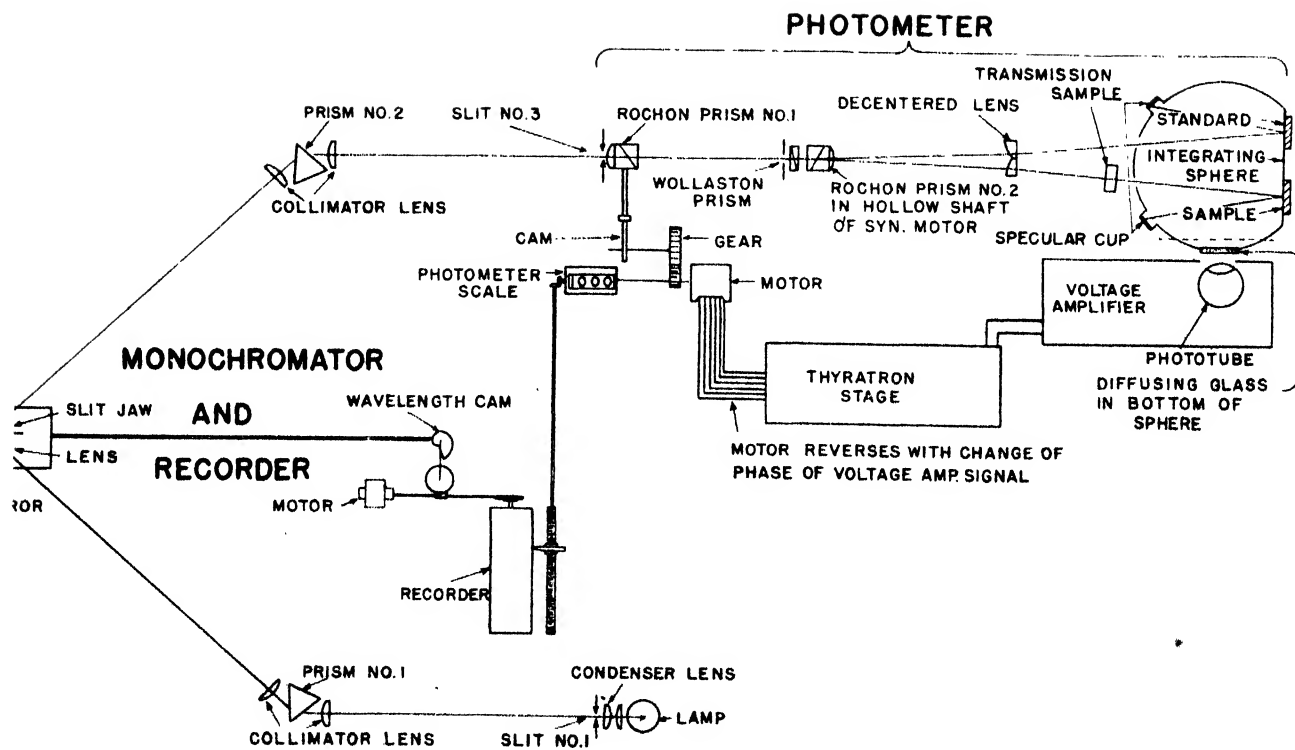 PHOTOMETER
TRANSMISSION
SAMPLE
PRISM NO.2
SLIT NO.3
ROCHON PRISM NO.1
DECENTERED LENS
STANDARD
INTEGRATING
SPHERE
WOLLASTON
PRISM
ROCHON PRISM NO.2
IN HOLLOW SHAFT
OF SYN. MOTOR
COLLIMATOR LENS
SAMPLE
SPECULAR CUP
CAM
GEAR
PHOTOMETER
SCALE
MOTOR
VOLTAGE
AMPLIFIER
PHOTOTUBE
DIFFUSING GLASS
IN BOTTOM OF
SPHERE
THYRATRON
STAGE
MONOCHROMATOR
AND
RECORDER
SLIT JAW
LENS
WAVELENGTH CAM
MOTOR REVERSES WITH CHANGE OF
PHASE OF VOLTAGE AMP. SIGNAL
ROR
MOTOR
RECORDER
PRISM NO.1
CONDENSER LENS
LAMP
COLLIMATOR LENS
SLIT NO.1